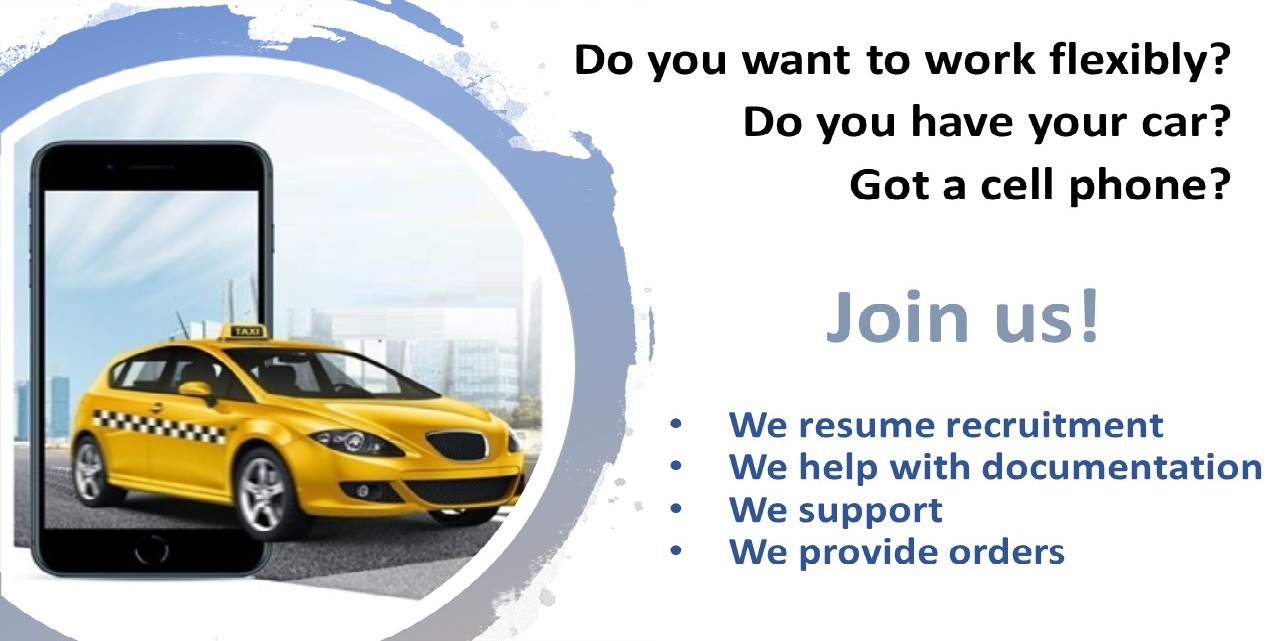 Do you want to work flexibly?
Do you have your car?
Got a cell phone?
TAXI
Join us!
• We resume recruitment
• We help with documentation
• We support
• We provide orders